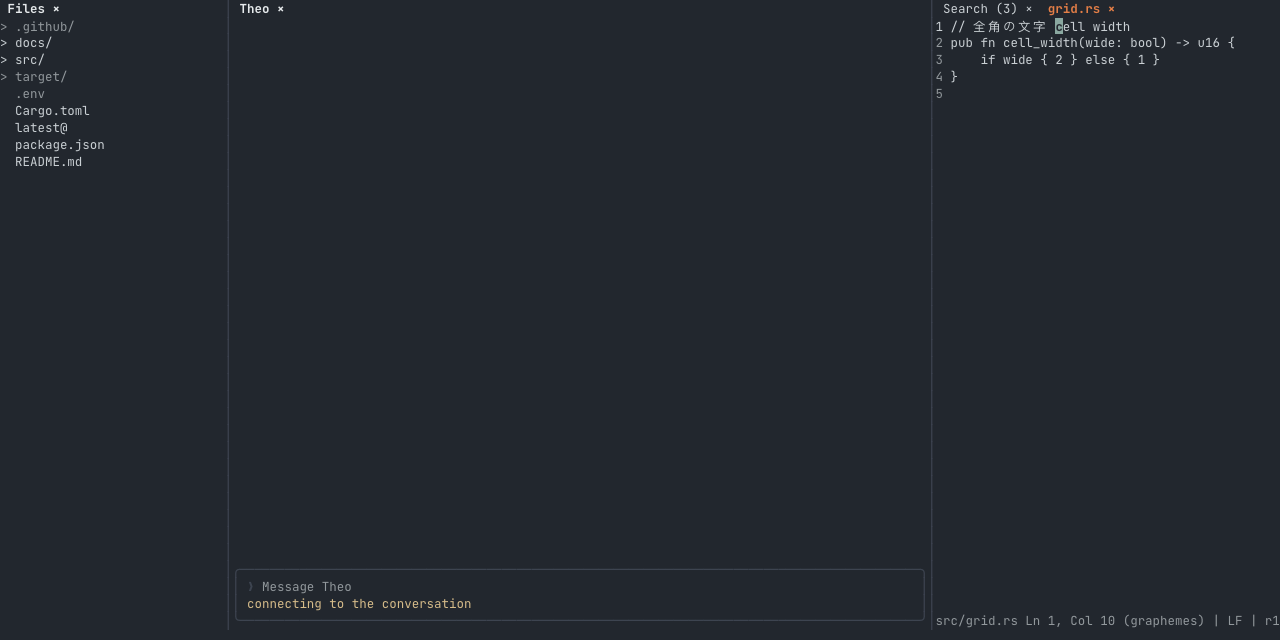 Files ×
> .github/
> docs/
> src/
> target/
.env
Cargo.toml
latest@
package.json
README.md
Theo ×
⟩ Message Theo
connecting to the conversation
Search (3) × grid.rs ×
1 // 全角の文字 cell width
2 pub fn cell_width(wide: bool) -> u16 {
3 if wide { 2 } else { 1 }
4 }
5
src/grid.rs Ln 1, Col 10 (graphemes) | LF | r1